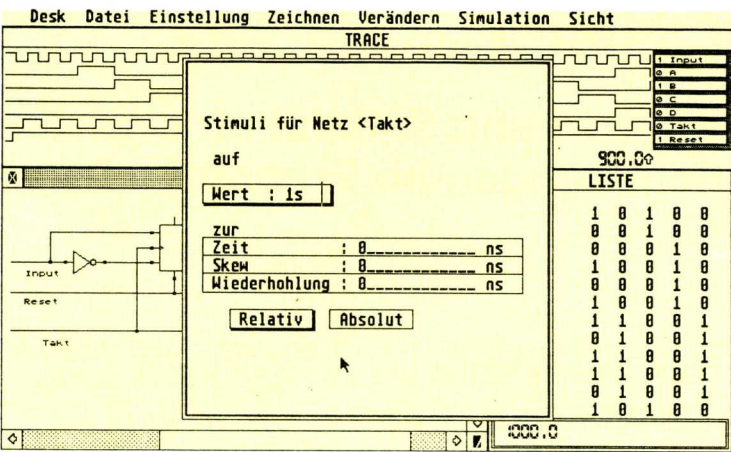 Desk Datei Einstellung Zeichnen Verändern Simulation Sicht
TRACE
1 Input
0 A
1 B
0 C
0 D
0 Takt
1 Reset
900.0
Stimuli für Netz <Takt>
auf
Wert : 1s
zur
Zeit : 0____________ ns
Skew : 0____________ ns
Wiederhohlung : 0____________ ns
Relativ Absolut
Input
Reset
Takt
LISTE
1 0 1 0 0
0 0 1 0 0
0 0 0 1 0
1 0 0 1 0
0 0 0 1 0
1 0 0 1 0
1 1 0 0 1
0 1 0 0 1
1 1 0 0 1
1 1 0 0 1
0 1 0 0 1
1 0 1 0 0
1000.0